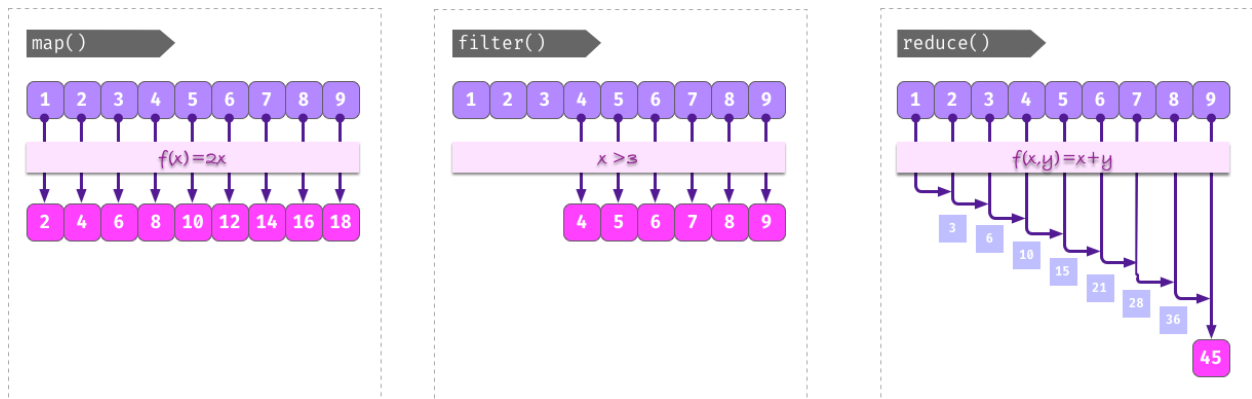 map()
1 2 3 4 5 6 7 8 9
f(x)=2x
2 4 6 8 10 12 14 16 18
filter()
1 2 3 4 5 6 7 8 9
x >3
4 5 6 7 8 9
reduce()
1 2 3 4 5 6 7 8 9
f(x,y)=x+y
3
6
10
15
21
28
36
45